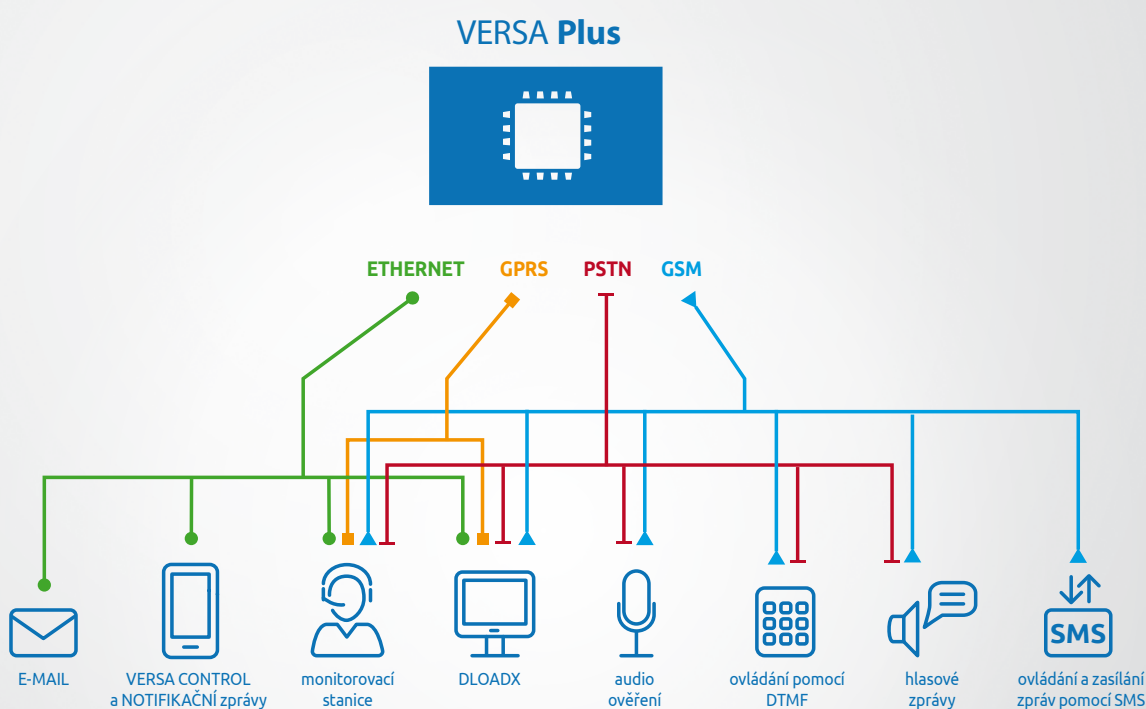 VERSA Plus
ETHERNET GPRS PSTN GSM
SMS
E-MAIL
VERSA CONTROL
a NOTIFIKAČNÍ zprávy
monitorovací
stanice
DLOADX
audio
ověření
ovládání pomocí
DTMF
hlasové
zprávy
ovládání a zasílání
zpráv pomocí SMS